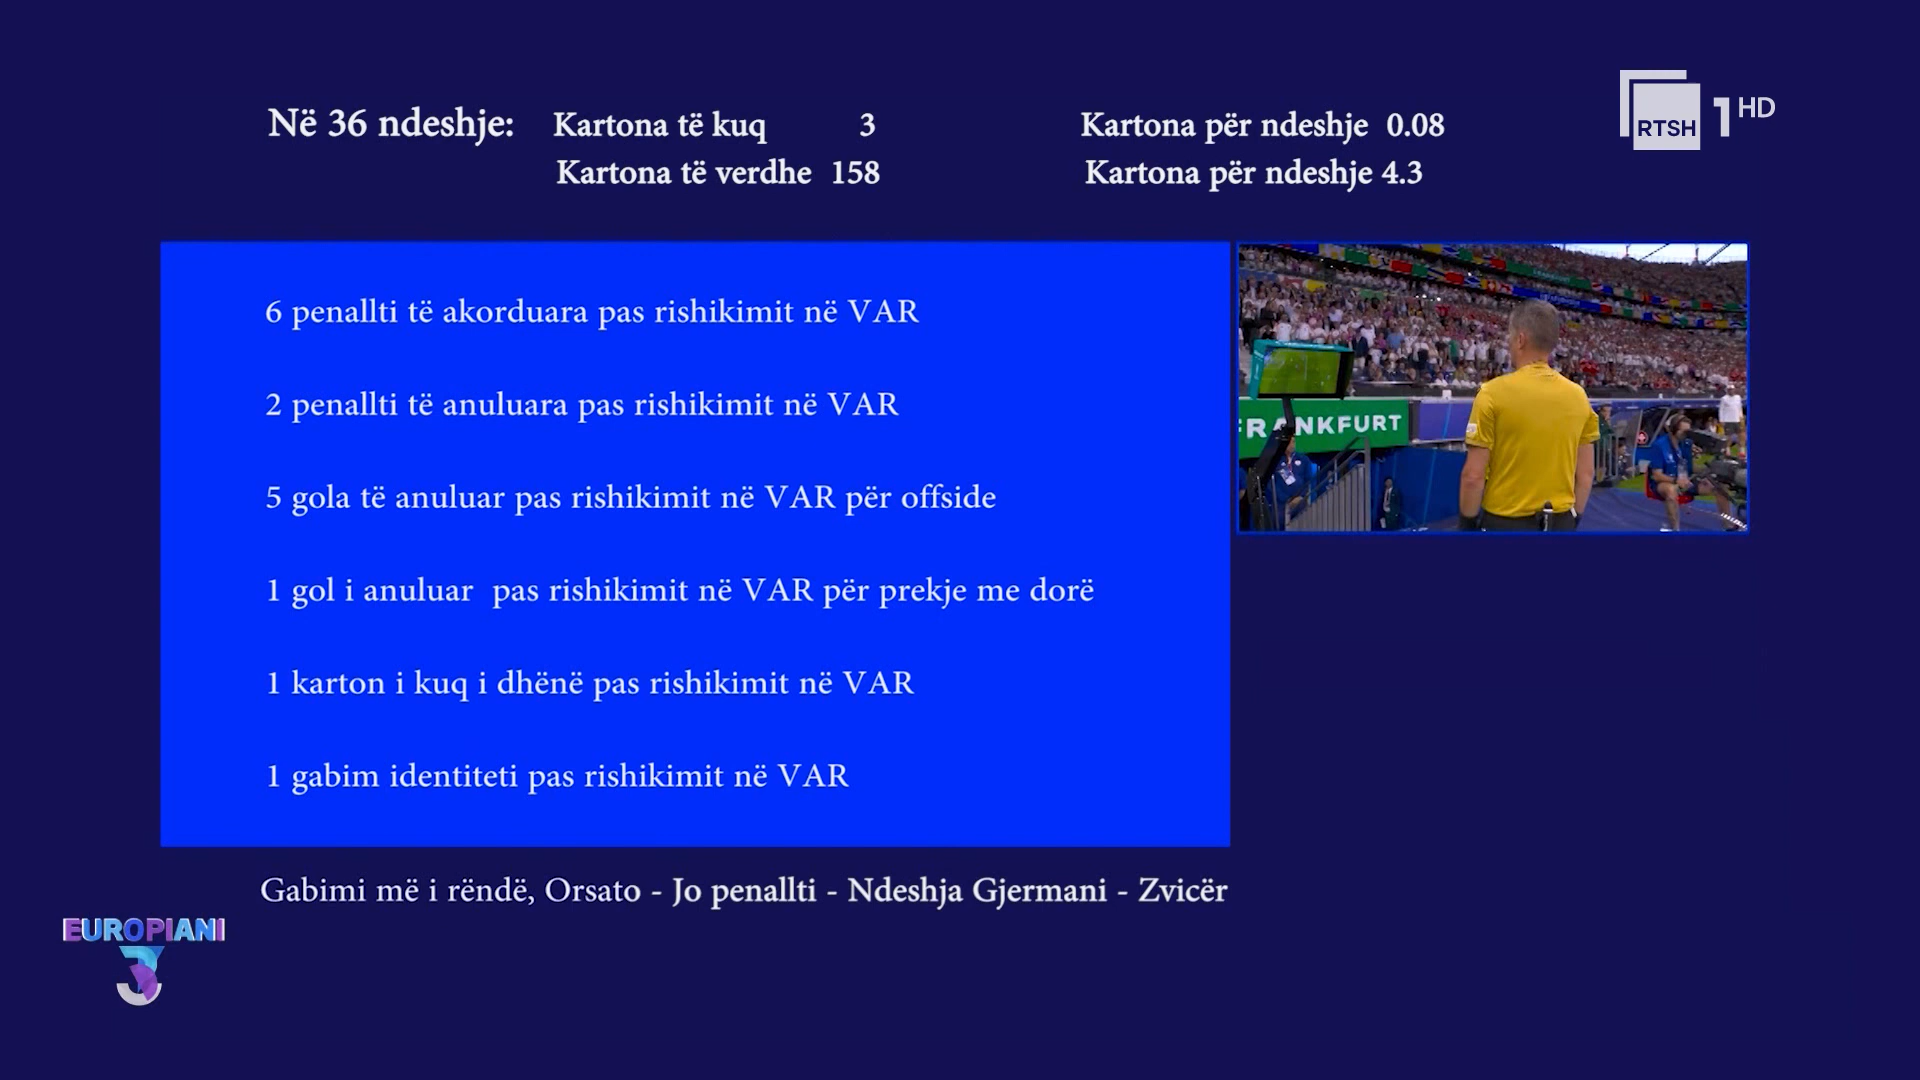 Në 36 ndeshje: Kartona të kuq 3 Kartona për ndeshje 0.08
Kartona të verdhe 158 Kartona për ndeshje 4.3
RTSH 1 HD
6 penallti të akorduara pas rishikimit në VAR
2 penallti të anuluara pas rishikimit në VAR
5 gola të anuluar pas rishikimit në VAR për offside
1 gol i anuluar pas rishikimit në VAR për prekje me dorë
1 karton i kuq i dhënë pas rishikimit në VAR
1 gabim identiteti pas rishikimit në VAR
FRANKFURT
Gabimi më i rëndë, Orsato - Jo penallti - Ndeshja Gjermani - Zvicër
EUROPIANI
3